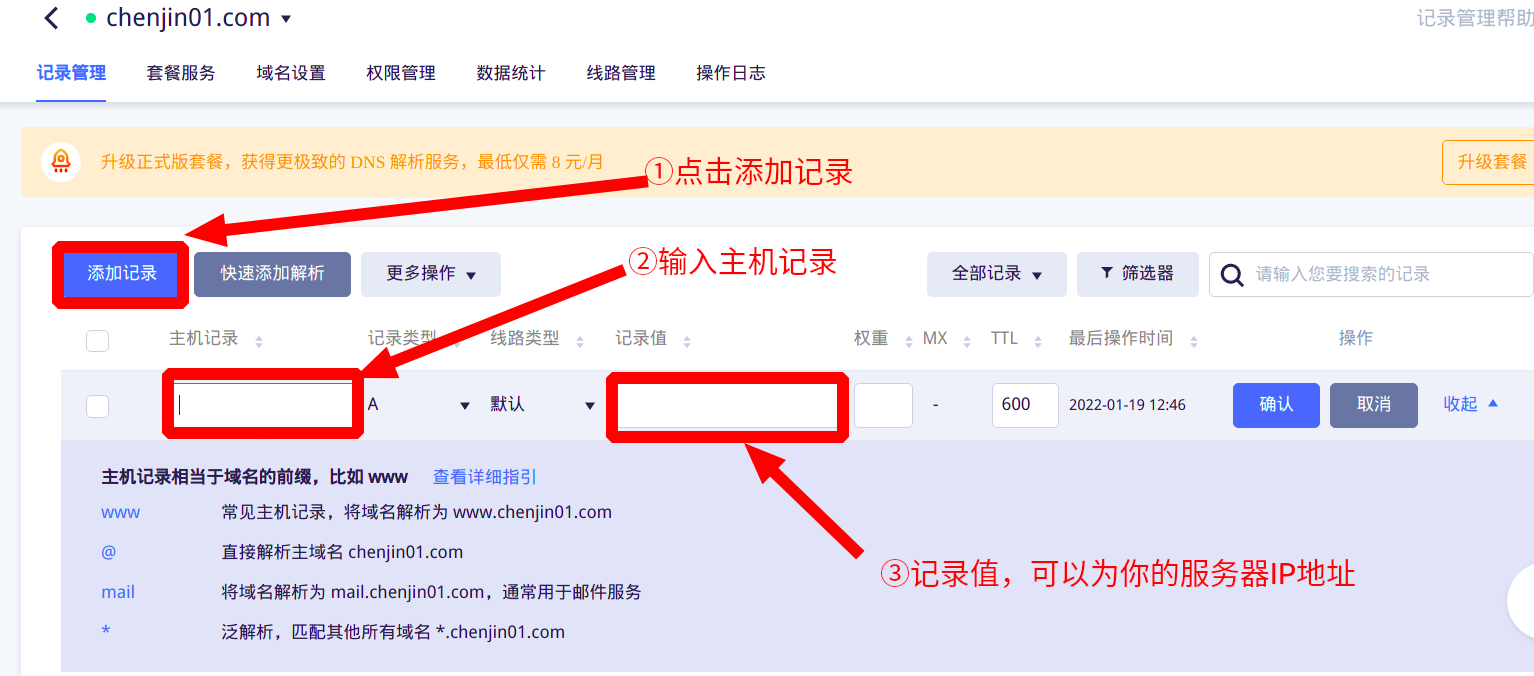 chenjin01.com
记录管理帮助
记录管理 套餐服务 域名设置 权限管理 数据统计 线路管理 操作日志
升级正式版套餐，获得更极致的 DNS 解析服务，最低仅需 8 元/月
升级套餐
①点击添加记录
②输入主机记录
添加记录 快速添加解析 更多操作 全部记录 筛选器 请输入您要搜索的记录
主机记录 记录类型 线路类型 记录值 权重 MX TTL 最后操作时间 操作
A 默认 - 600 2022-01-19 12:46 确认 取消 收起
主机记录相当于域名的前缀，比如 www 查看详细指引
www 常见主机记录，将域名解析为 www.chenjin01.com
@ 直接解析主域名 chenjin01.com
③记录值，可以为你的服务器IP地址
mail 将域名解析为 mail.chenjin01.com，通常用于邮件服务
* 泛解析，匹配其他所有域名 *.chenjin01.com